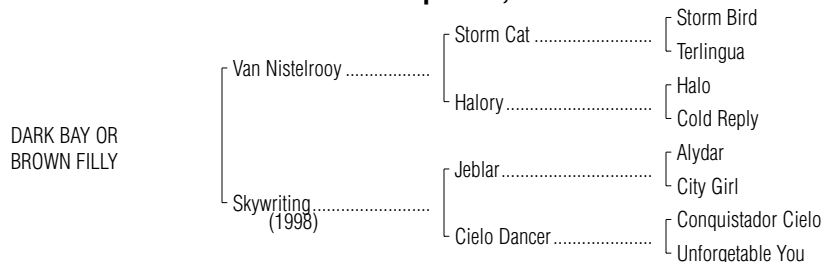 Storm Bird
Storm Cat ....................
Terlingua
Van Nistelrooy ...................
Halo
Halory..................................
Cold Reply
DARK BAY OR
BROWN FILLY
Alydar
Jeblar...................................
City Girl
Skywriting..........................
(1998)
Conquistador Cielo
Cielo Dancer.......................
Unforgetable You